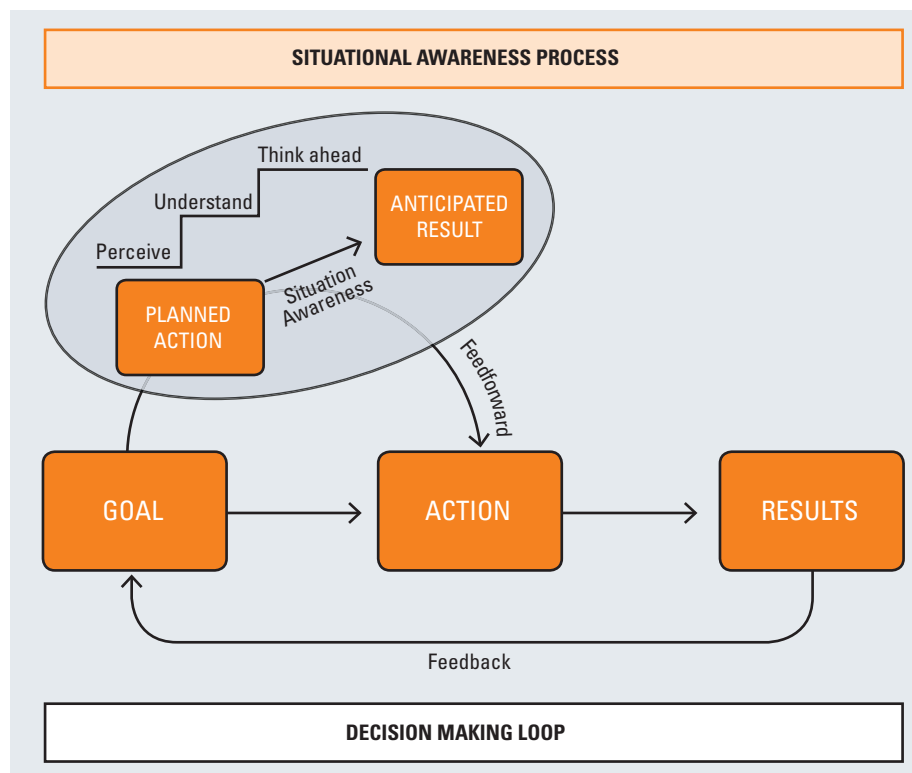 SITUATIONAL AWARENESS PROCESS
Think ahead
Understand
Perceive
ANTICIPATED
RESULT
Situation
Awareness
PLANNED
ACTION
Feedforward
GOAL
ACTION
RESULTS
Feedback
DECISION MAKING LOOP